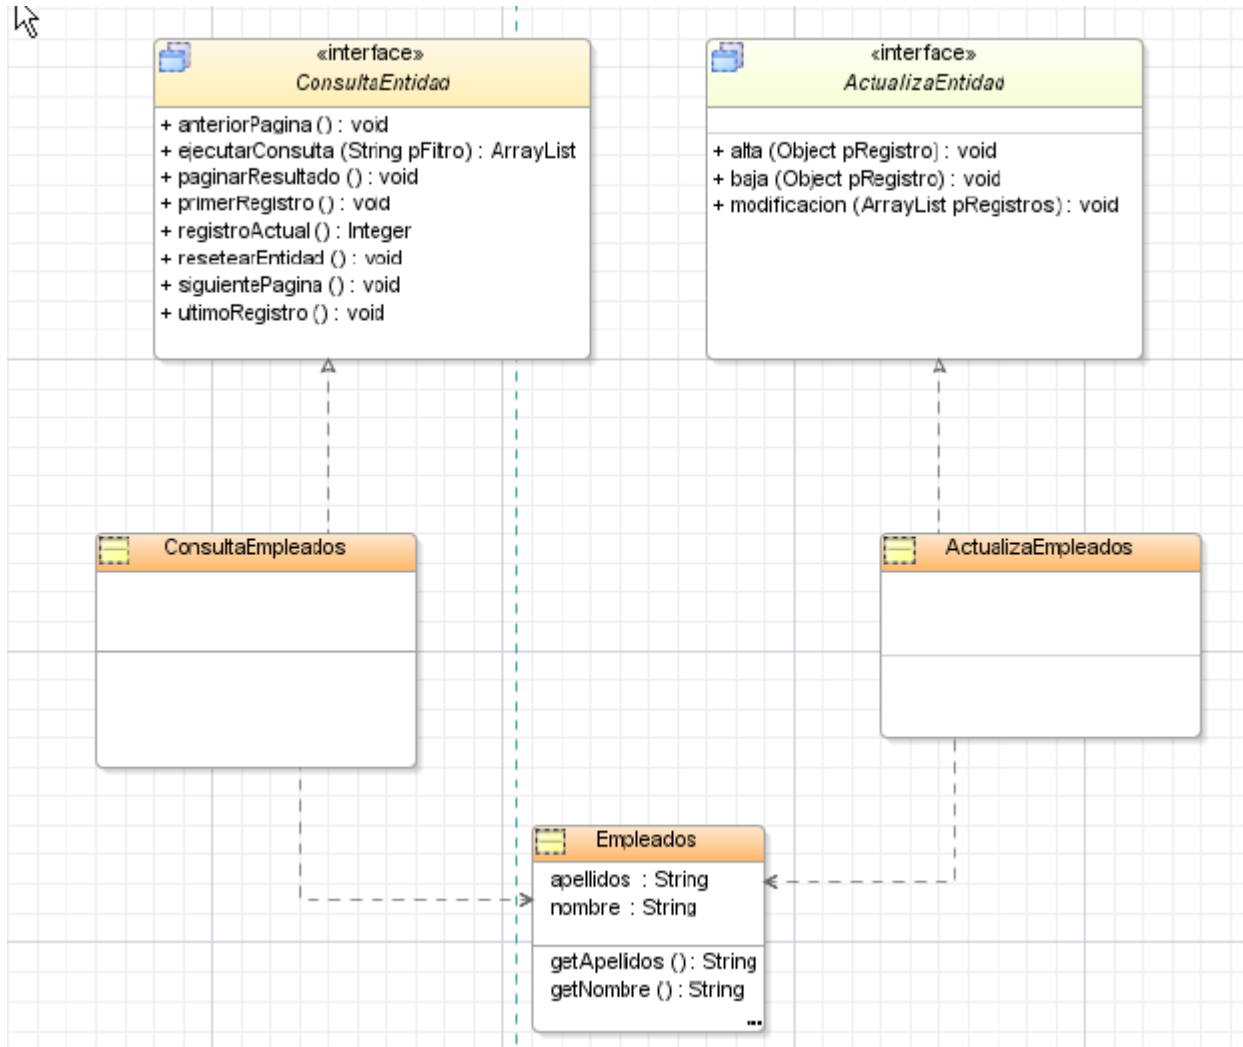 «interface»
ConsultaEntidad
+ anteriorPagina () : void
+ ejecutarConsulta (String pFiltro) : ArrayList
+ paginarResultado () : void
+ primerRegistro () : void
+ registroActual () : Integer
+ resetearEntidad () : void
+ siguientePagina () : void
+ ultimoRegistro () : void
«interface»
ActualizaEntidad
+ alta (Object pRegistro) : void
+ baja (Object pRegistro) : void
+ modificacion (ArrayList pRegistros) : void
ConsultaEmpleados
ActualizaEmpleados
Empleados
apellidos : String
nombre : String
getApelidos () : String
getNombre () : String
...